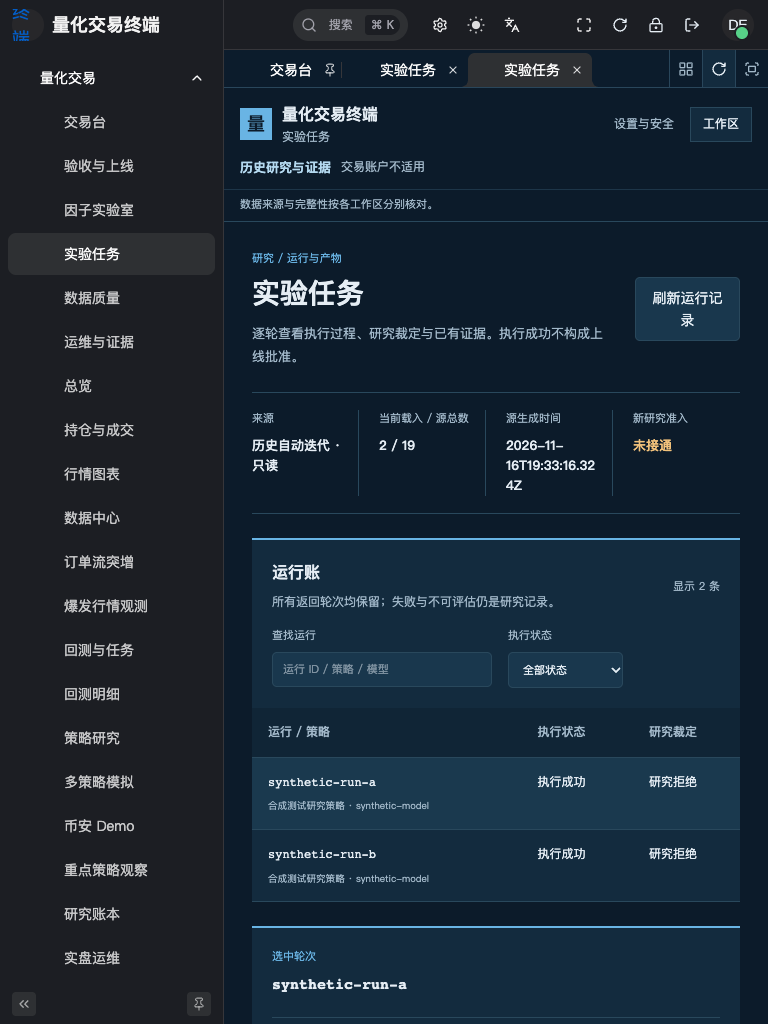 终端
量化交易终端
搜索
⌘ K
DE
量化交易
交易台
验收与上线
因子实验室
实验任务
数据质量
运维与证据
总览
持仓与成交
行情图表
数据中心
订单流突增
爆发行情观测
回测与任务
回测明细
策略研究
多策略模拟
币安 Demo
重点策略观察
研究账本
实盘运维
交易台
实验任务
实验任务
量
量化交易终端
实验任务
设置与安全
工作区
历史研究与证据 交易账户不适用
数据来源与完整性按各工作区分别核对。
研究 / 运行与产物
实验任务
逐轮查看执行过程、研究裁定与已有证据。执行成功不构成上
线批准。
刷新运行记
录
来源
历史自动迭代 ·
只读
当前载入 / 源总数
2 / 19
源生成时间
2026-11-
16T19:33:16.32
4Z
新研究准入
未接通
运行账
所有返回轮次均保留；失败与不可评估仍是研究记录。
显示 2 条
查找运行
运行 ID / 策略 / 模型
执行状态
全部状态
运行 / 策略 执行状态 研究裁定
synthetic-run-a 执行成功 研究拒绝
合成测试研究策略 · synthetic-model
synthetic-run-b 执行成功 研究拒绝
合成测试研究策略 · synthetic-model
选中轮次
synthetic-run-a